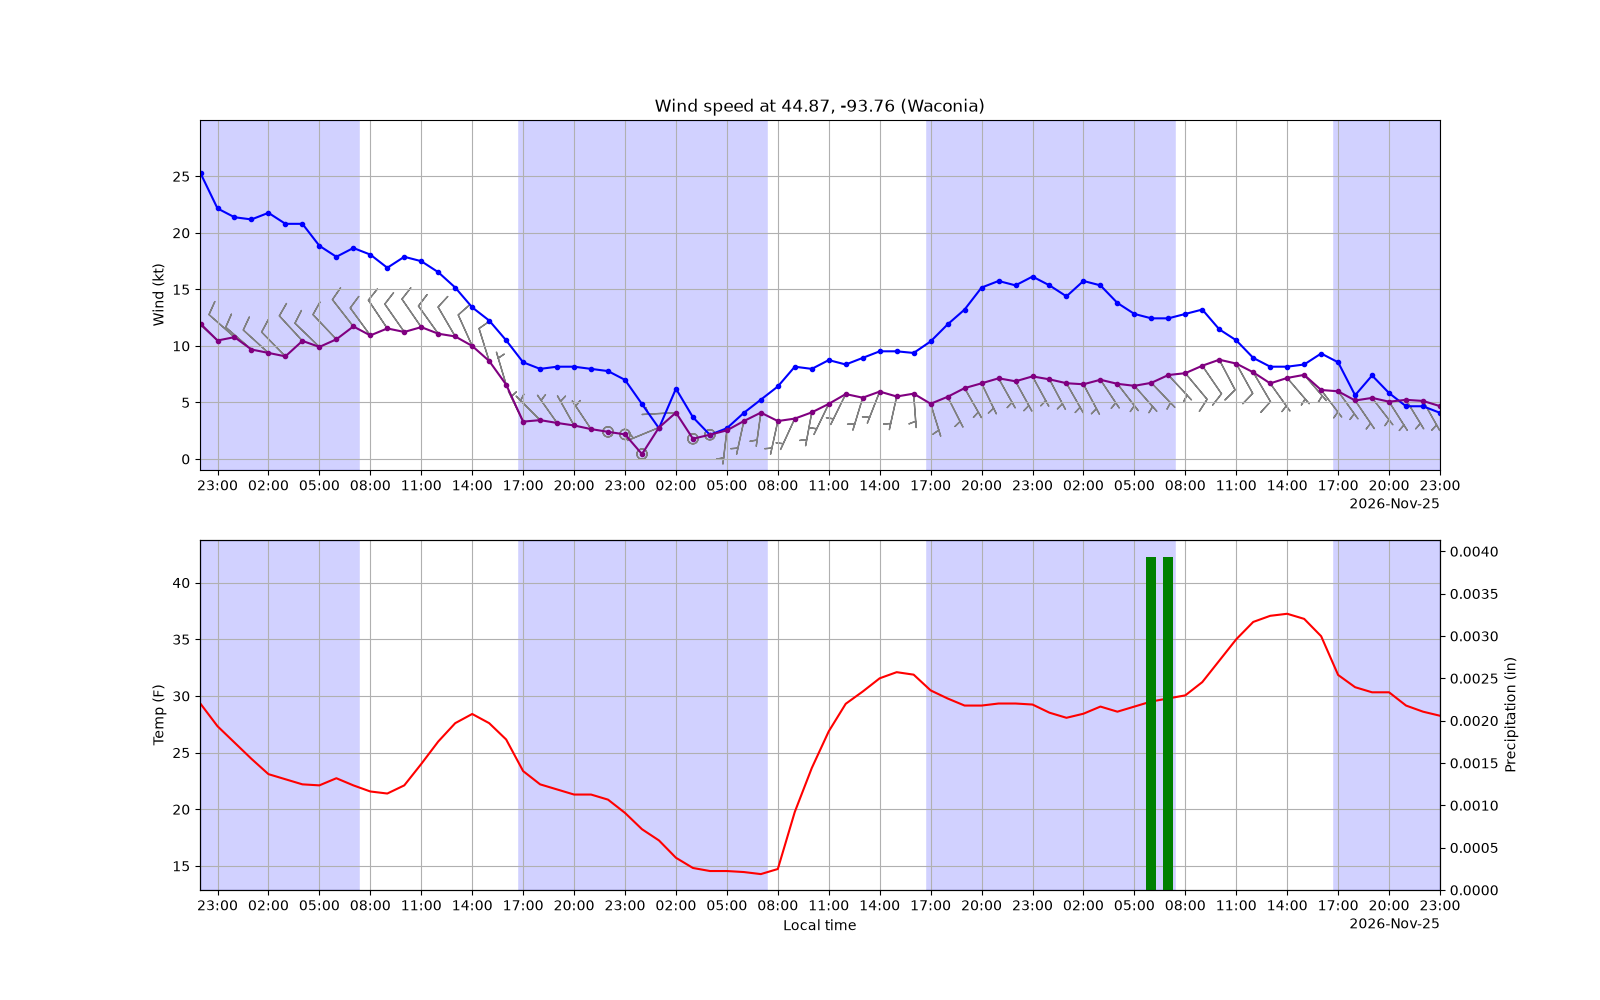 Wind speed at 44.87, -93.76 (Waconia)
Wind (kt)
25
20
15
10
5
0
23:00 02:00 05:00 08:00 11:00 14:00 17:00 20:00 23:00 02:00 05:00 08:00 11:00 14:00 17:00 20:00 23:00 02:00 05:00 08:00 11:00 14:00 17:00 20:00 23:00
2026-Nov-25
Temp (F)
40
35
30
25
20
15
0.0040
0.0035
0.0030
0.0025
0.0020
0.0015
0.0010
0.0005
0.0000
Precipitation (in)
23:00 02:00 05:00 08:00 11:00 14:00 17:00 20:00 23:00 02:00 05:00 08:00 11:00 14:00 17:00 20:00 23:00 02:00 05:00 08:00 11:00 14:00 17:00 20:00 23:00
Local time
2026-Nov-25